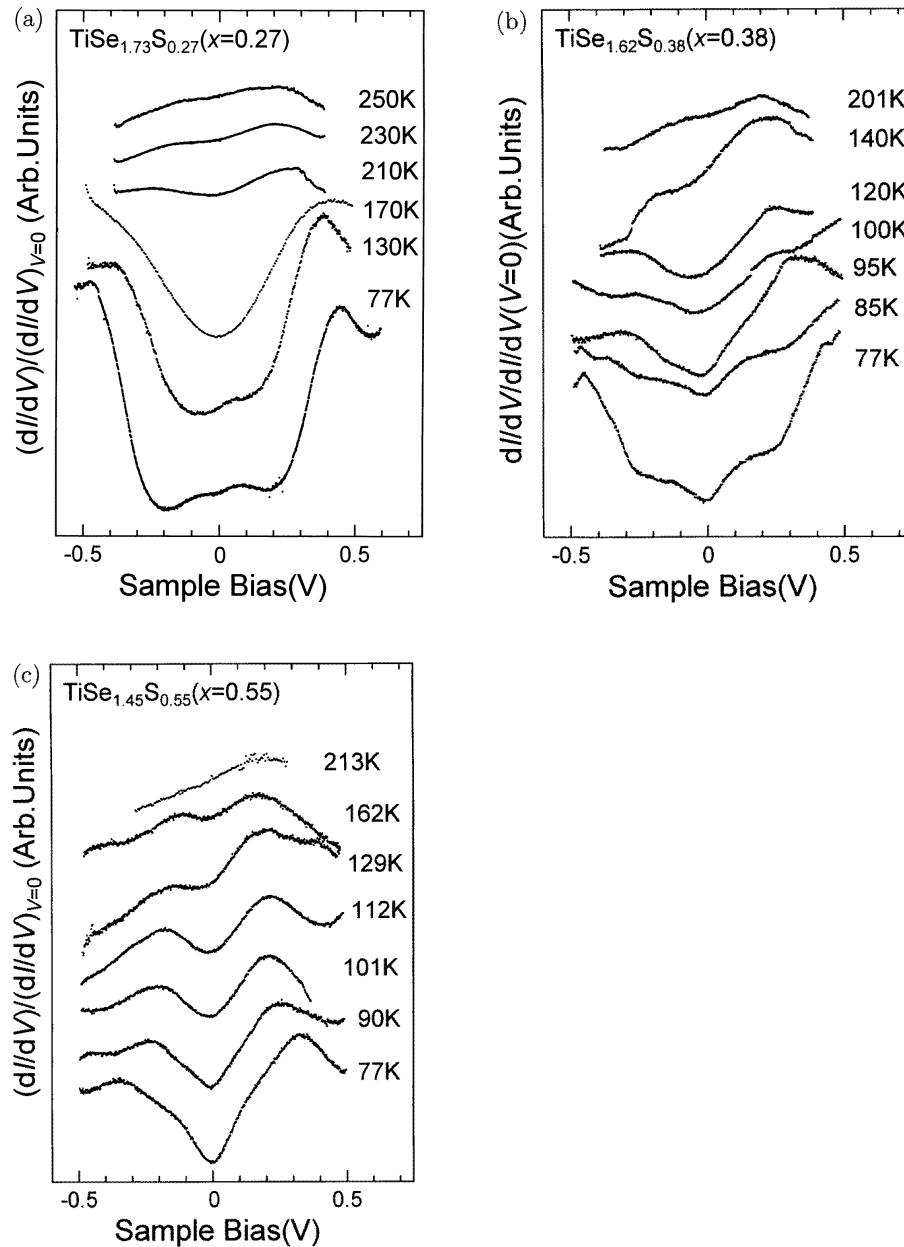 (a)
TiSe1.73S0.27(x=0.27)
250K
230K
210K
170K
130K
77K
(dI/dV)/(dI/dV)V=0 (Arb.Units)
-0.5
0
0.5
Sample Bias(V)
(b)
TiSe1.62S0.38(x=0.38)
201K
140K
120K
100K
95K
85K
77K
dI/dV/dI/dV(V=0)(Arb.Units)
-0.5
0
0.5
Sample Bias(V)
(c)
TiSe1.45S0.55(x=0.55)
213K
162K
129K
112K
101K
90K
77K
(dI/dV)/(dI/dV)V=0 (Arb.Units)
-0.5
0
0.5
Sample Bias(V)